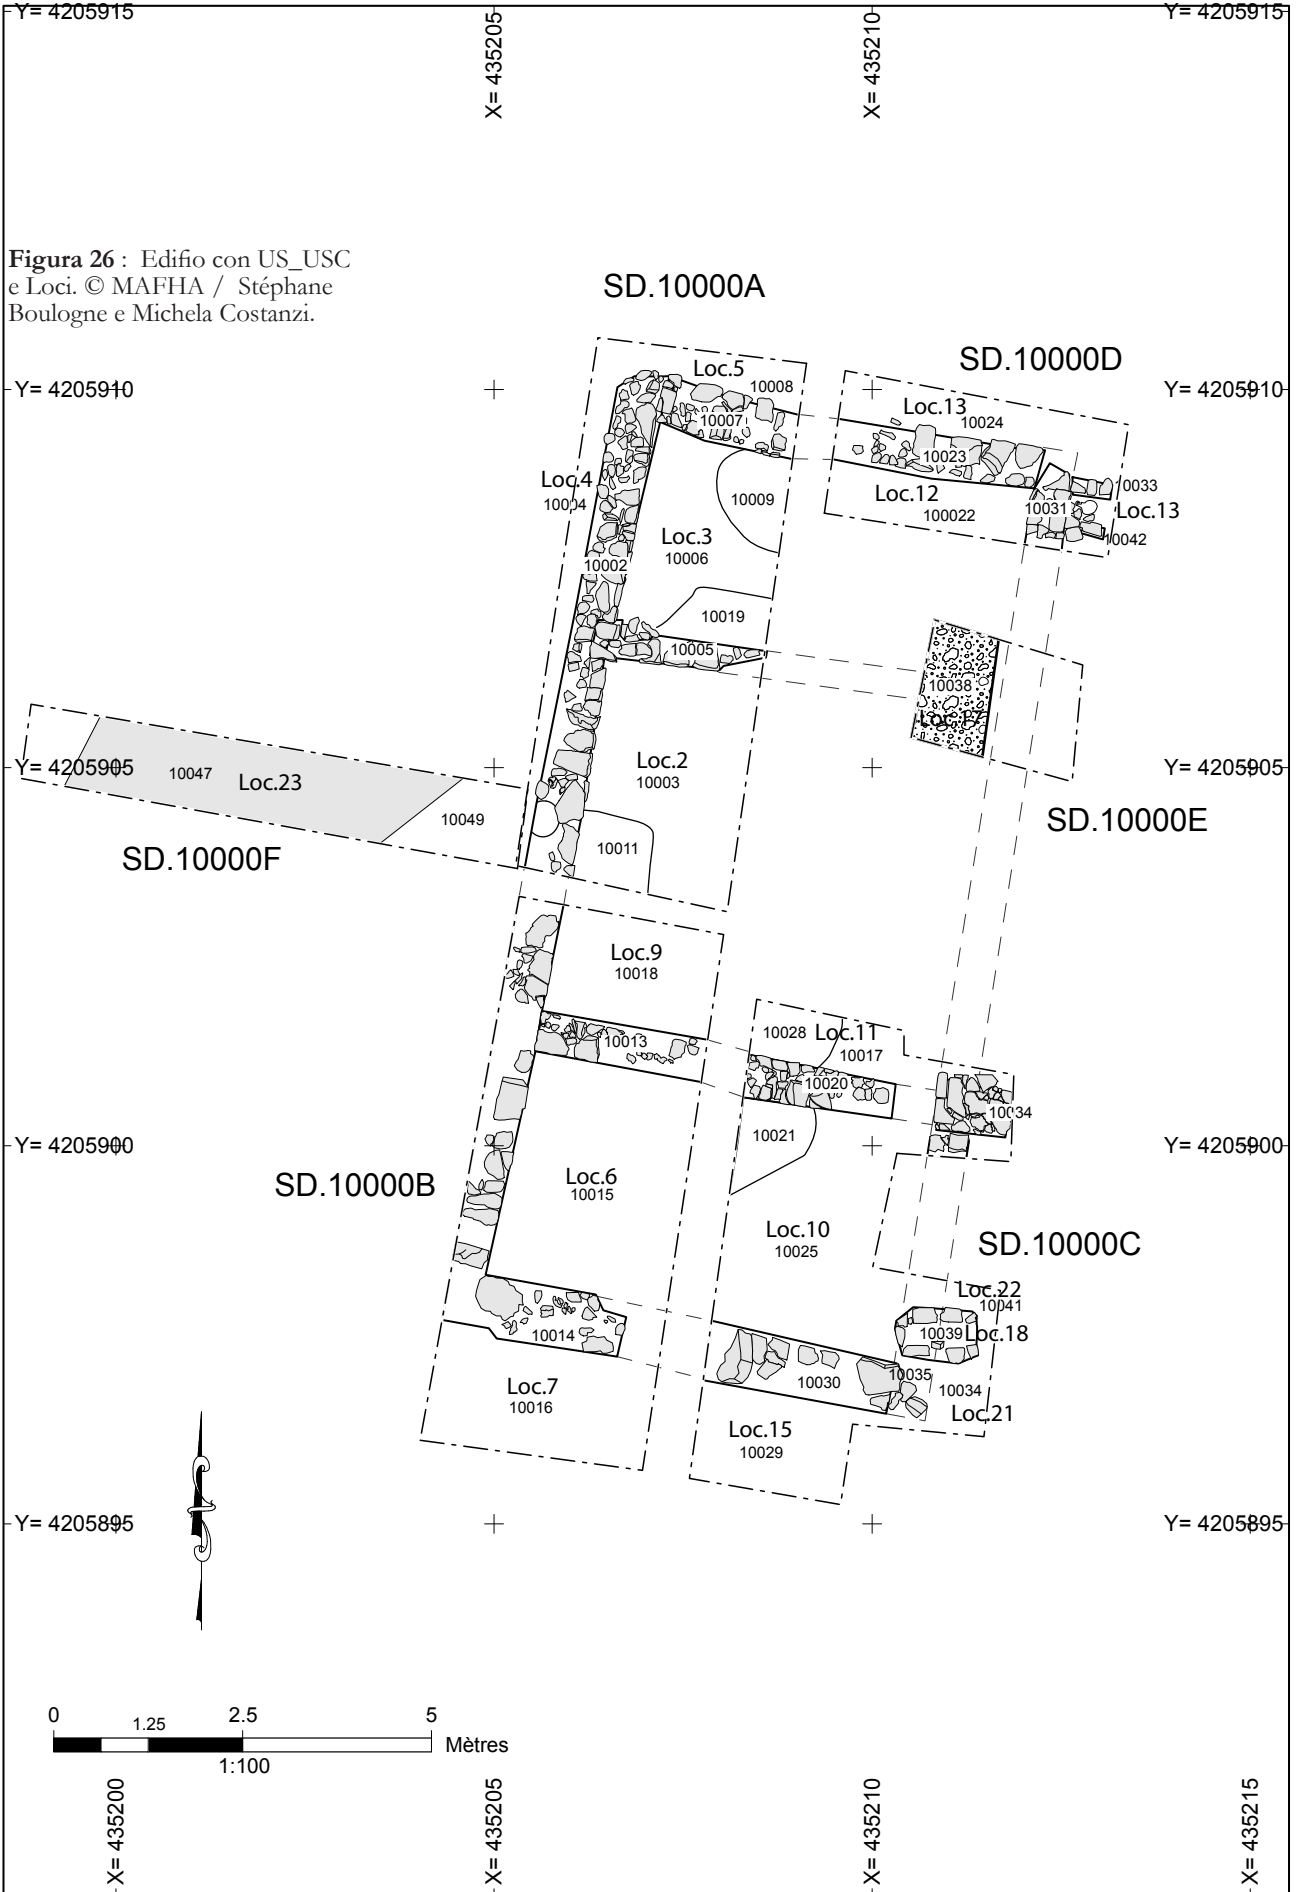 Y= 4205915
Y= 4205915
X= 435205
X= 435210
Figura 26 : Edifio con US_USC
e Loci. © MAFHA / Stéphane
Boulogne e Michela Costanzi.
SD.10000A
SD.10000D
Y= 4205910
Y= 4205910
Loc.5
10008
10007
Loc.13
10024
10023
Loc.4
10004
10009
Loc.12
100022
10033
10031
Loc.13
10042
Loc.3
10006
10002
10019
10005
10038
Loc.17
Y= 4205905
Y= 4205905
10047
Loc.23
10049
Loc.2
10003
10011
SD.10000F
SD.10000E
Loc.9
10018
10013
10028
Loc.11
10017
10020
10034
10021
Y= 4205900
Y= 4205900
SD.10000B
Loc.6
10015
Loc.10
10025
SD.10000C
Loc.22
10041
10039
Loc.18
10014
10030
10035
10034
Loc.21
Loc.7
10016
Loc.15
10029
Y= 4205895
Y= 4205895
0
1.25
2.5
5
Mètres
1:100
X= 435200
X= 435205
X= 435210
X= 435215